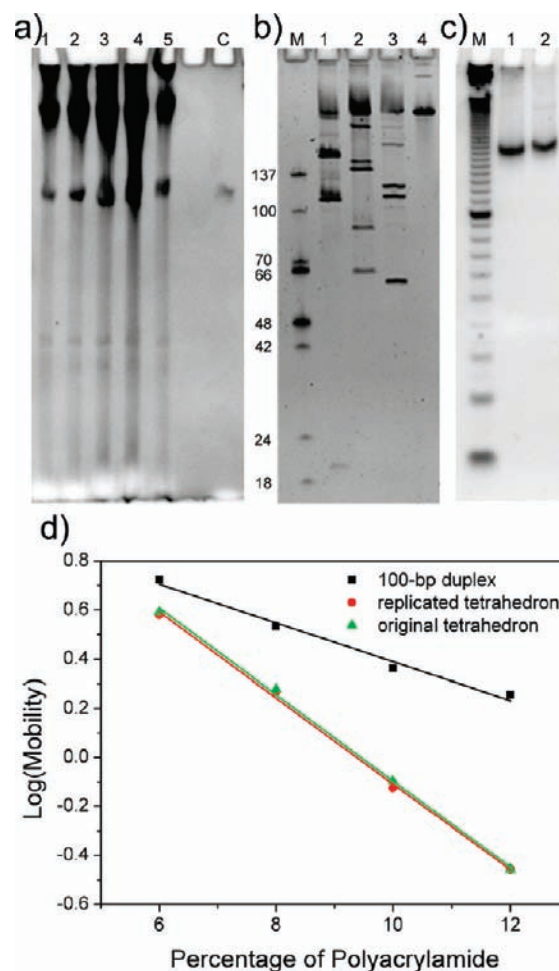 a) b) c)
1 2 3 4 5 C
M 1 2 3 4
M 1 2
137
100
70
66
48
42
24
18
d)
0.8
0.6
0.4
0.2
0.0
-0.2
-0.4
-0.6
Log(Mobility)
100-bp duplex
replicated tetrahedron
original tetrahedron
6 8 10 12
Percentage of Polyacrylamide